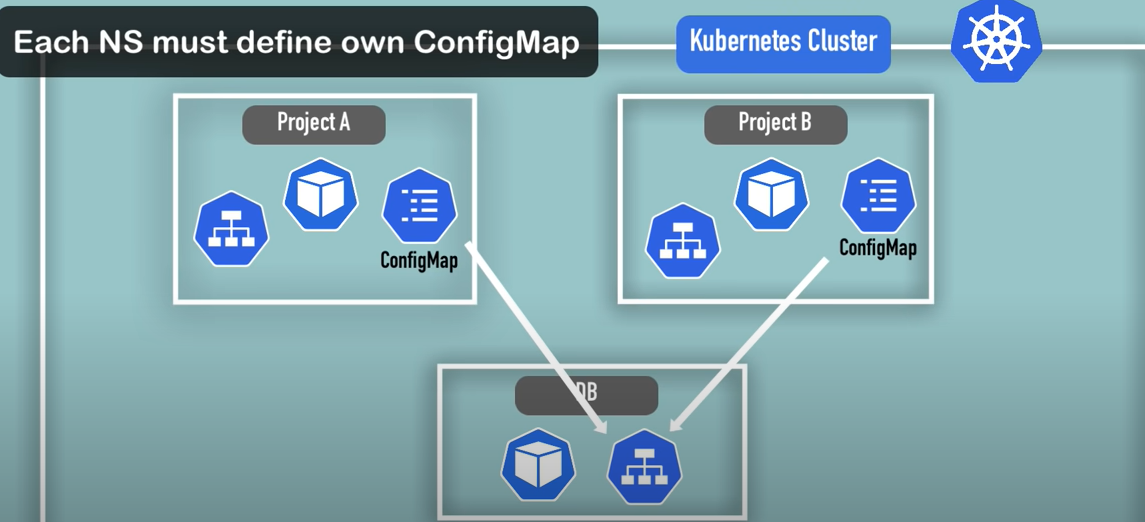 Each NS must define own ConfigMap
Kubernetes Cluster
Project A
Project B
ConfigMap
ConfigMap
DB